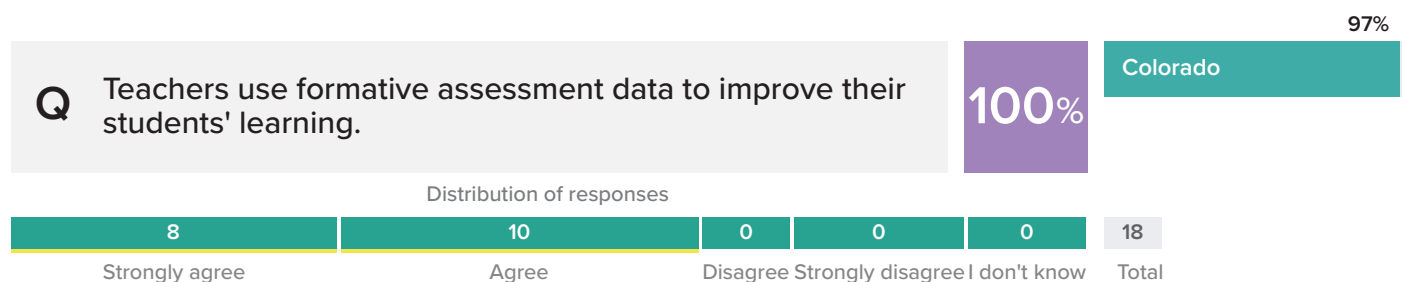 97%
Q
Teachers use formative assessment data to improve their
students' learning.
100%
Colorado
Distribution of responses
8 10 0 0 0 18
Strongly agree Agree Disagree Strongly disagree I don't know Total